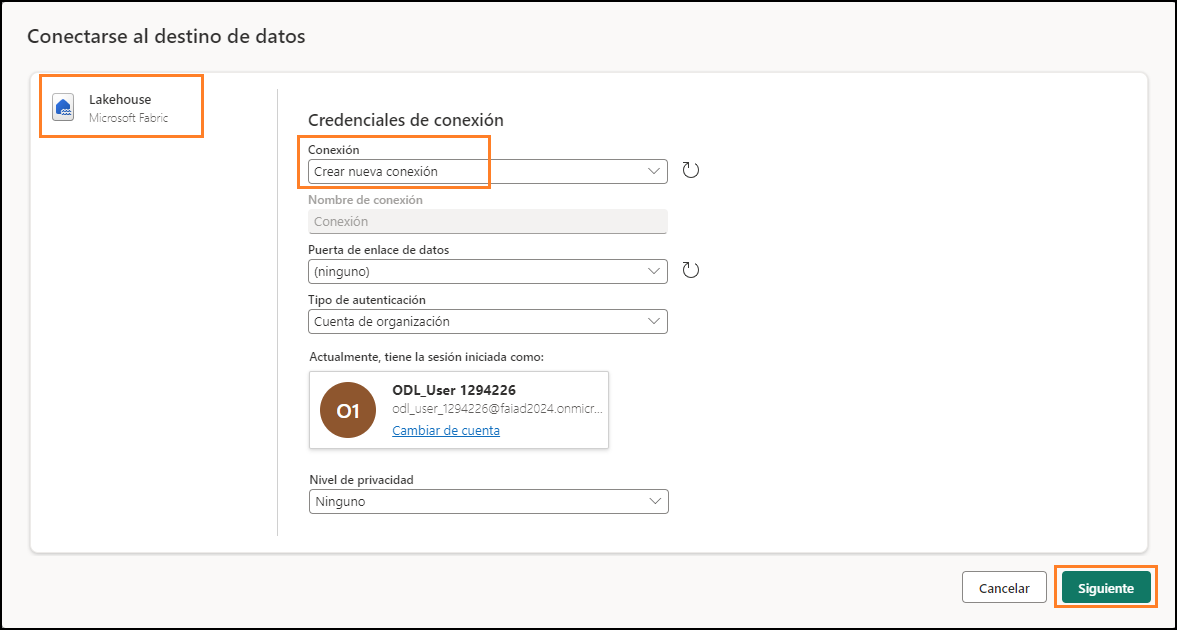 Conectarse al destino de datos
Lakehouse
Microsoft Fabric
Credenciales de conexión
Conexión
Crear nueva conexión
Nombre de conexión
Conexión
Puerta de enlace de datos
(ninguno)
Tipo de autenticación
Cuenta de organización
Actualmente, tiene la sesión iniciada como:
O1
ODL_User 1294226
odl_user_1294226@faiad2024.onmicr...
Cambiar de cuenta
Nivel de privacidad
Ninguno
Cancelar
Siguiente